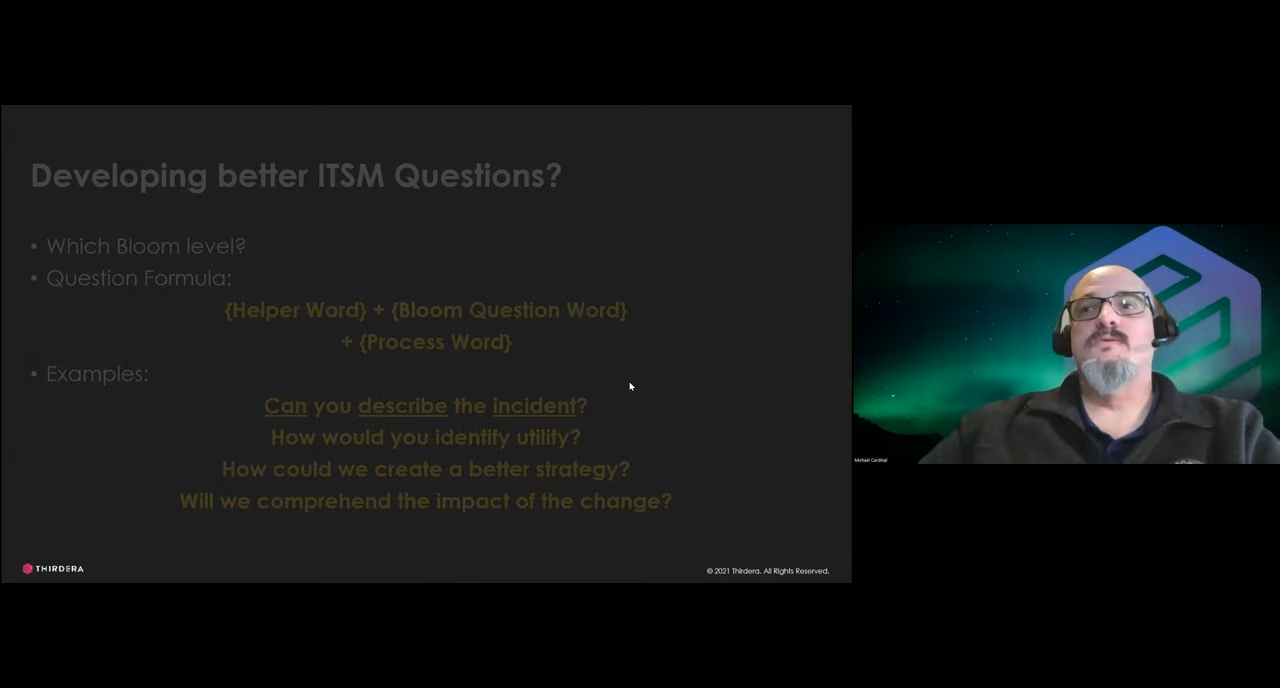 Developing better ITSM Questions?
• Which Bloom level?
• Question Formula:
{Helper Word} + {Bloom Question Word}
+ {Process Word}
• Examples:
Can you describe the incident?
How would you identify utility?
How could we create a better strategy?
Will we comprehend the impact of the change?
THIRDERA
© 2021 Thirdera. All Rights Reserved.
Michael Cardinal